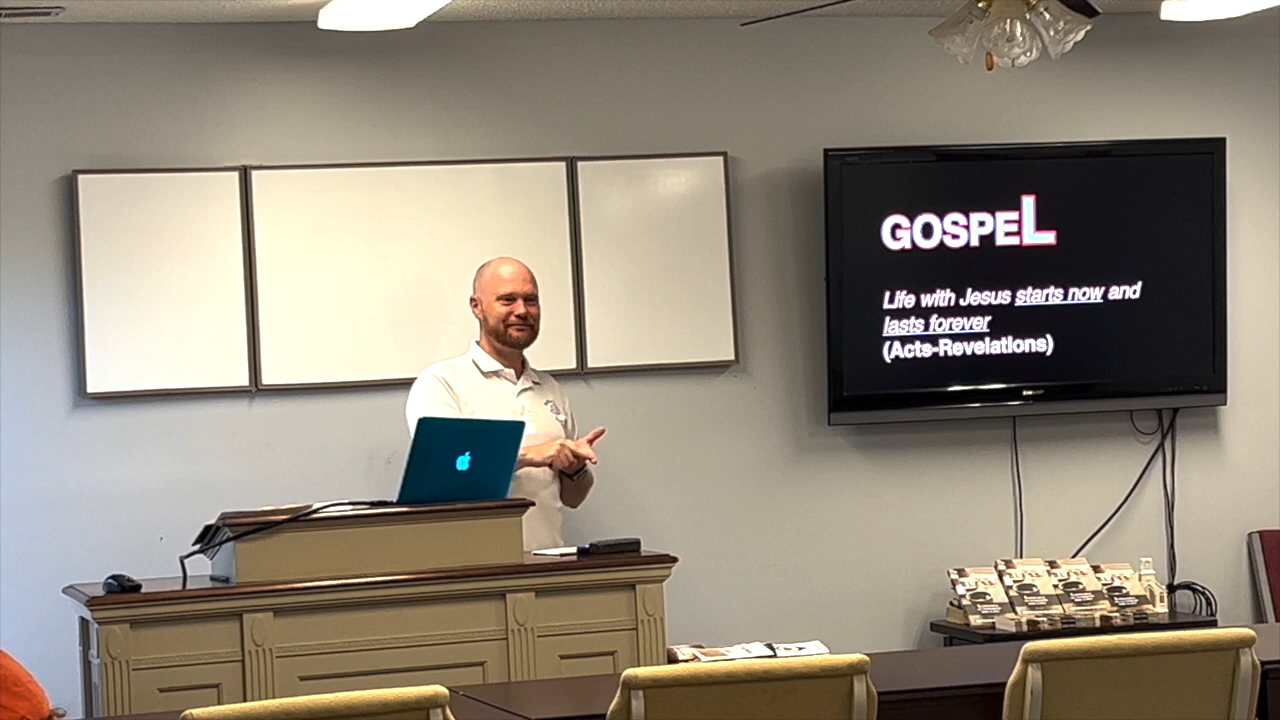 GOSPEL
Life with Jesus starts now and
lasts forever
(Acts-Revelations)